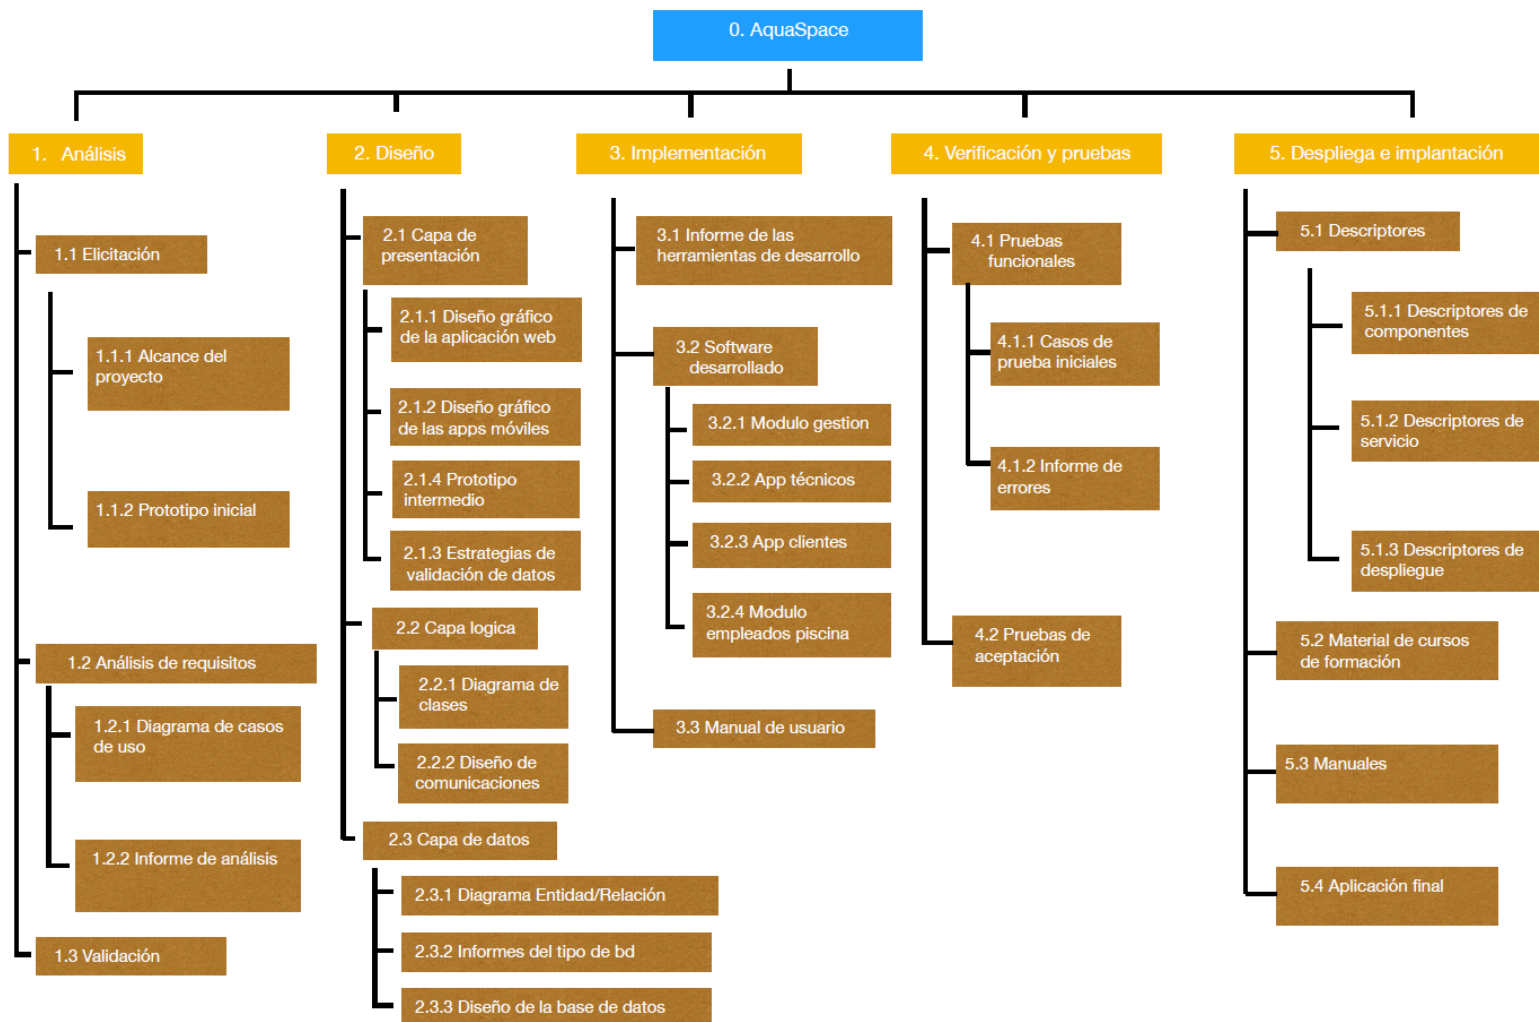 0. AquaSpace
1. Análisis
1.1 Elicitación
1.1.1 Alcance del
proyecto
1.1.2 Prototipo inicial
1.2 Análisis de requisitos
1.2.1 Diagrama de casos
de uso
1.2.2 Informe de análisis
1.3 Validación
2. Diseño
2.1 Capa de
presentación
2.1.1 Diseño gráfico
de la aplicación web
2.1.2 Diseño gráfico
de las apps móviles
2.1.4 Prototipo
intermedio
2.1.3 Estrategias de
validación de datos
2.2 Capa logica
2.2.1 Diagrama de
clases
2.2.2 Diseño de
comunicaciones
2.3 Capa de datos
2.3.1 Diagrama Entidad/Relación
2.3.2 Informes del tipo de bd
2.3.3 Diseño de la base de datos
3. Implementación
3.1 Informe de las
herramientas de desarrollo
3.2 Software
desarrollado
3.2.1 Modulo gestion
3.2.2 App técnicos
3.2.3 App clientes
3.2.4 Modulo
empleados piscina
3.3 Manual de usuario
4. Verificación y pruebas
4.1 Pruebas
funcionales
4.1.1 Casos de
prueba iniciales
4.1.2 Informe de
errores
4.2 Pruebas de
aceptación
5. Despliega e implantación
5.1 Descriptores
5.1.1 Descriptores de
componentes
5.1.2 Descriptores de
servicio
5.1.3 Descriptores de
despliegue
5.2 Material de cursos
de formación
5.3 Manuales
5.4 Aplicación final